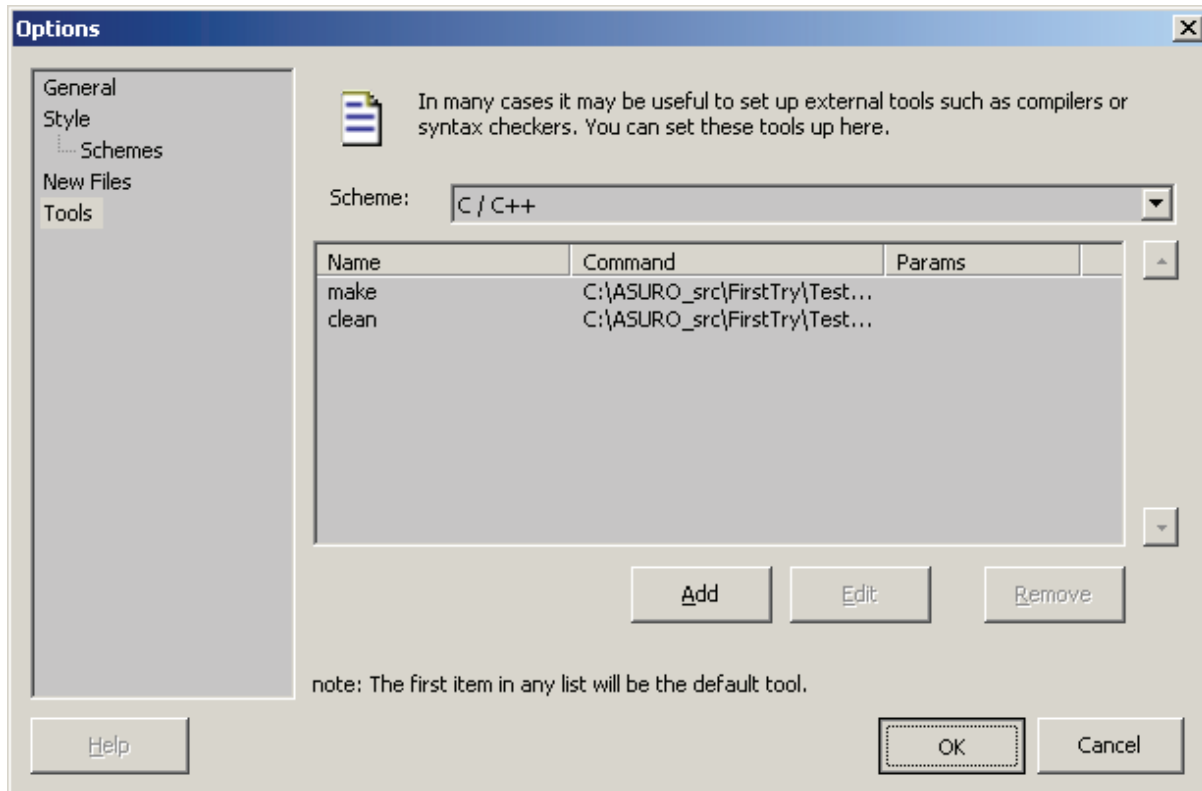 Options
General
Style
Schemes
New Files
Tools
In many cases it may be useful to set up external tools such as compilers or
syntax checkers. You can set these tools up here.
Scheme: C / C++
Name Command Params
make C:\ASURO_src\FirstTry\Test...
clean C:\ASURO_src\FirstTry\Test...
Add Edit Remove
note: The first item in any list will be the default tool.
Help OK Cancel